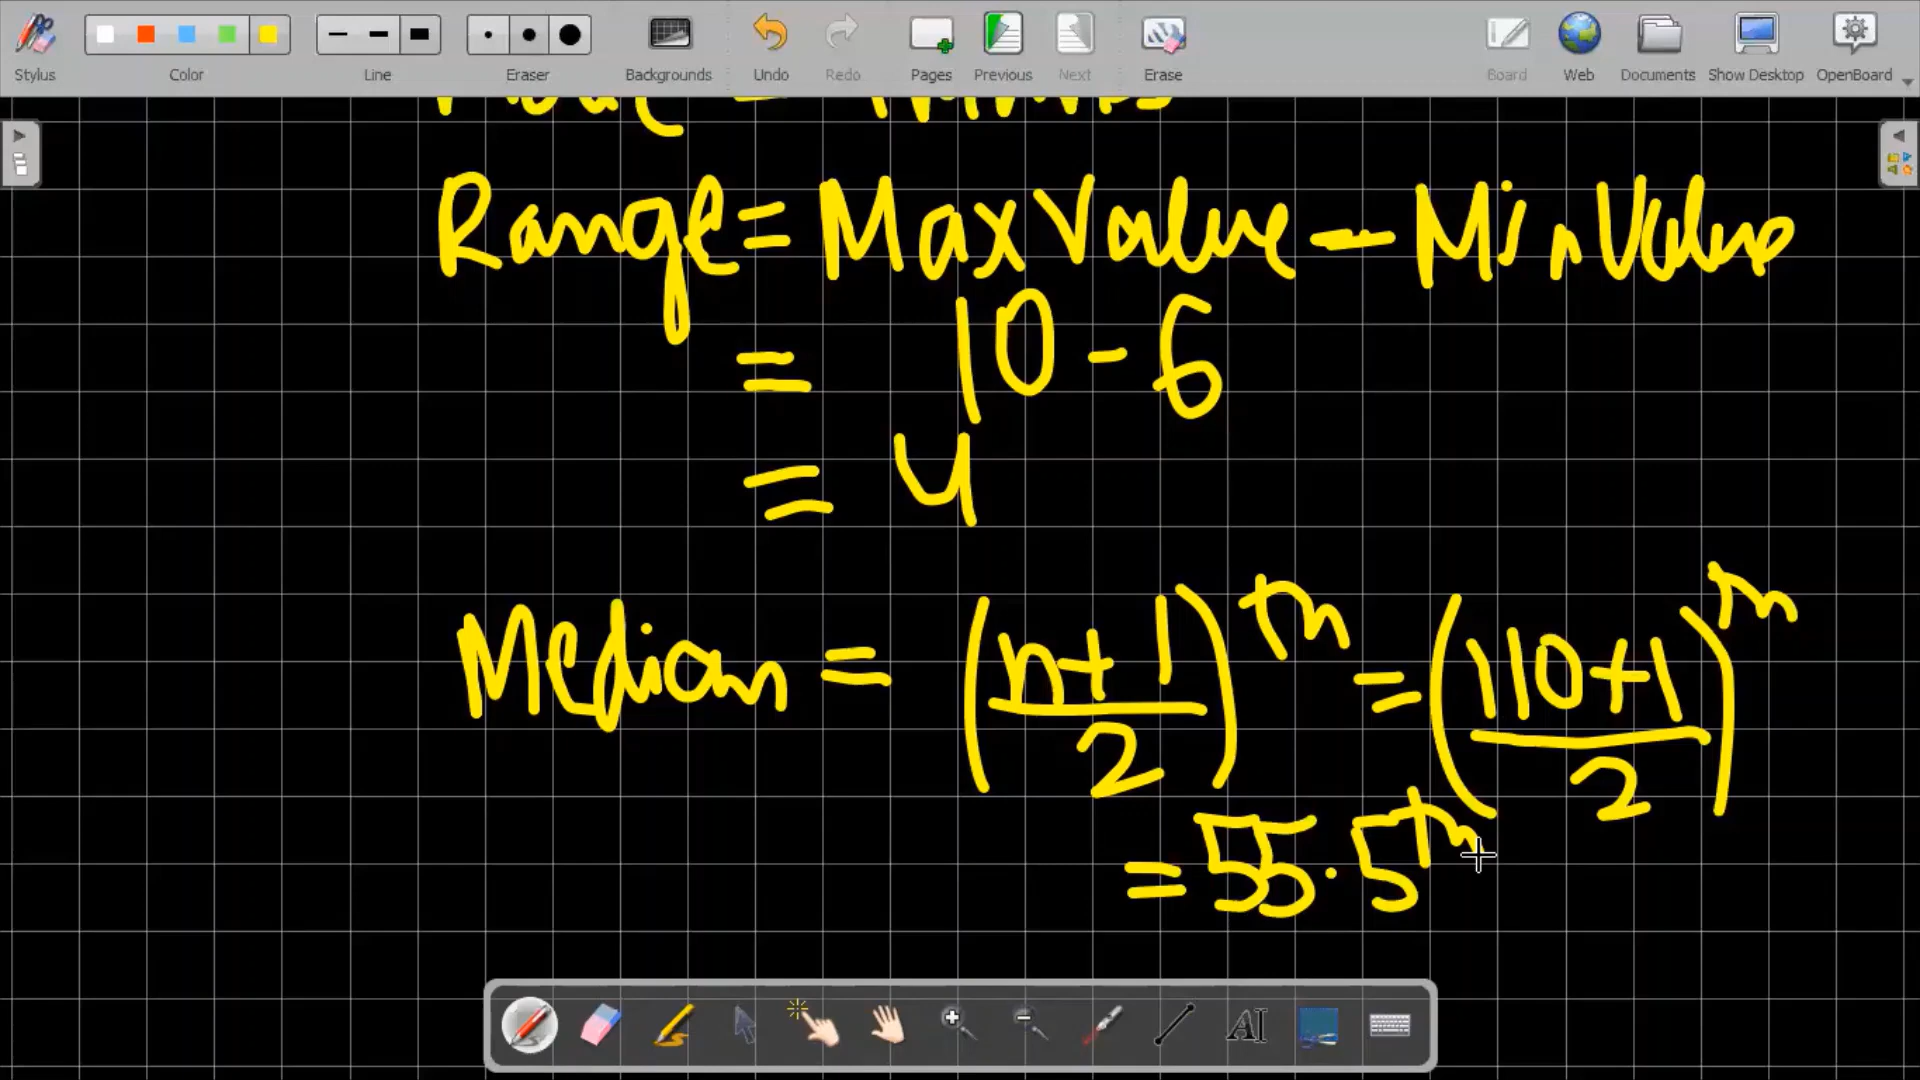 Stylus Color Line Eraser Backgrounds Undo Redo Pages Previous Next Erase Board Web Documents Show Desktop OpenBoard
Range = Max Value - Min Value
= 10 - 6
= 4
Median = (n+1/2)th = (110+1/2)th
= 55.5th
AI